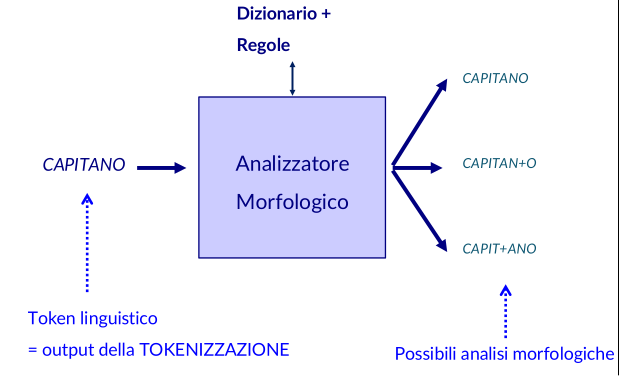 Dizionario +
Regole
CAPITANO
CAPITANO
Analizzatore
Morfologico
CAPITAN+O
CAPIT+ANO
Token linguistico
= output della TOKENIZZAZIONE
Possibili analisi morfologiche